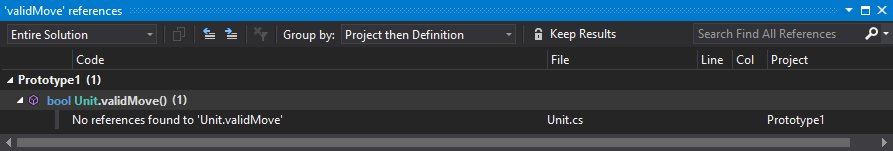 'validMove' references
Entire Solution Group by: Project then Definition Keep Results Search Find All References
Code File Line Col Project
Prototype1 (1)
bool Unit.validMove() (1)
No references found to 'Unit.validMove' Unit.cs Prototype1